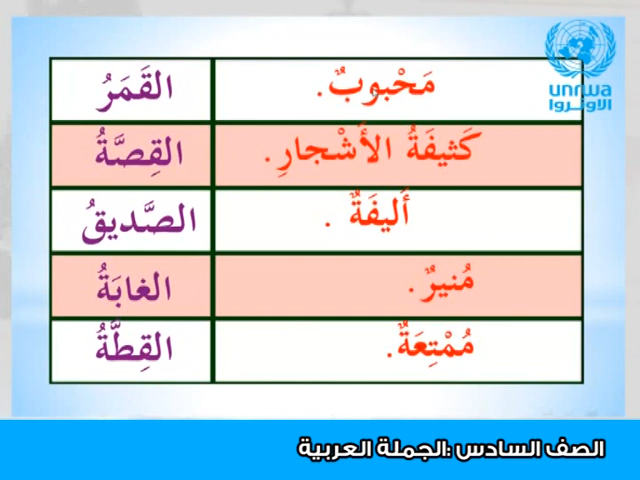 unrwa
الأونروا
مَحْبوبٌ. القَمَرُ
كَثيفَةُ الأَشْجارِ. القِصَّةُ
أَليفَةٌ . الصَّديقُ
مُنيرٌ. الغابَةُ
مُمْتِعَةٌ. القِطَّةُ
الصف السادس :الجملة العربية